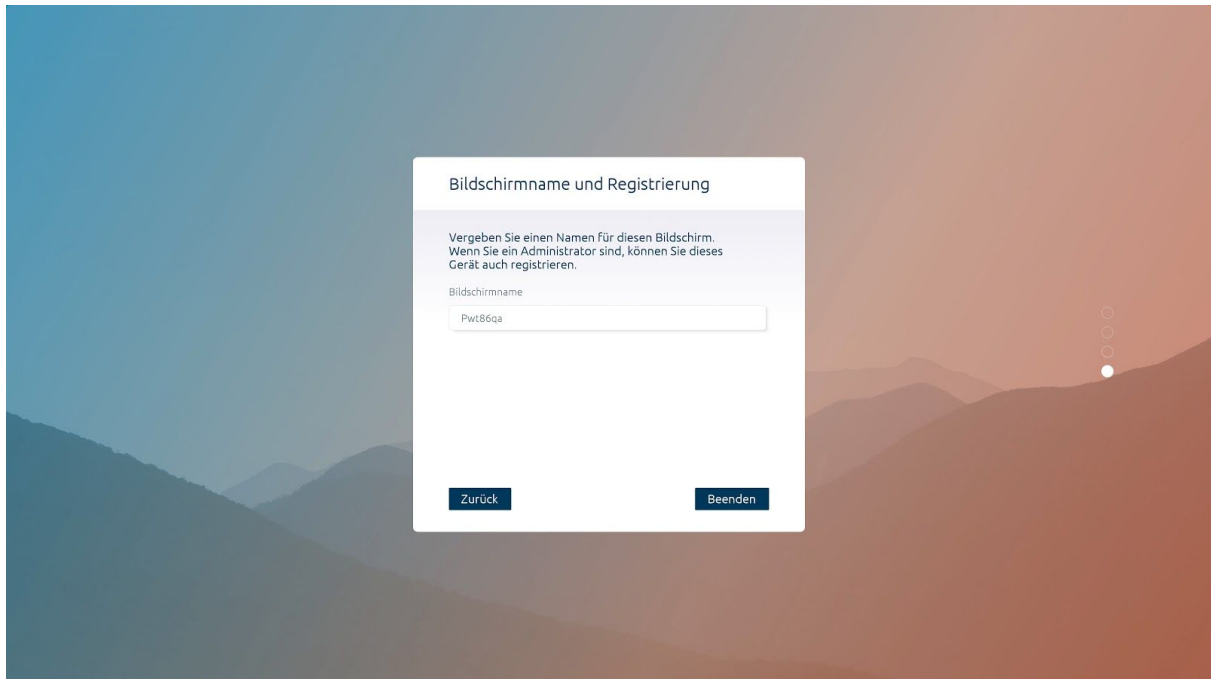 Bildschirmname und Registrierung
Vergeben Sie einen Namen für diesen Bildschirm.
Wenn Sie ein Administrator sind, können Sie dieses
Gerät auch registrieren.
Bildschirmname
Pwt86qa
Zurück
Beenden